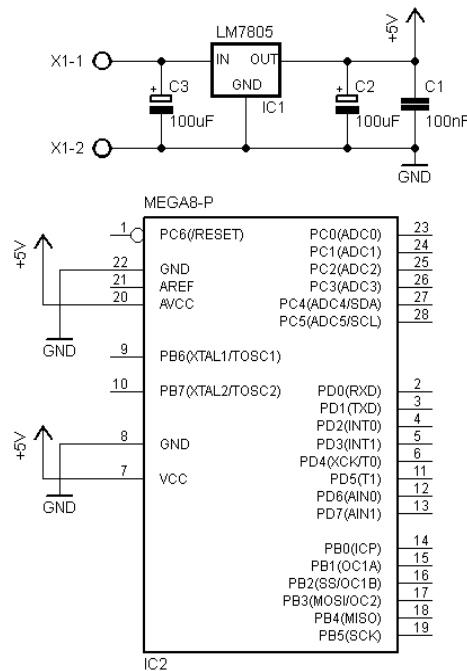 LM7805
+5V
X1-1
IN OUT
GND
IC1
+
C3
100uF
+
C2
100uF
C1
100nF
X1-2
GND
MEGA8-P
1 PC6(/RESET)
+5V
22 GND
21 AREF
20 AVCC
GND
9 PB6(XTAL1/TOSC1)
10 PB7(XTAL2/TOSC2)
+5V
8 GND
7 VCC
GND
PC0(ADC0) 23
PC1(ADC1) 24
PC2(ADC2) 25
PC3(ADC3) 26
PC4(ADC4/SDA) 27
PC5(ADC5/SCL) 28
PD0(RXD) 2
PD1(TXD) 3
PD2(INT0) 4
PD3(INT1) 5
PD4(XCK/T0) 6
PD5(T1) 11
PD6(AIN0) 12
PD7(AIN1) 13
PB0(ICP) 14
PB1(OC1A) 15
PB2(SS/OC1B) 16
PB3(MOSI/OC2) 17
PB4(MISO) 18
PB5(SCK) 19
IC2